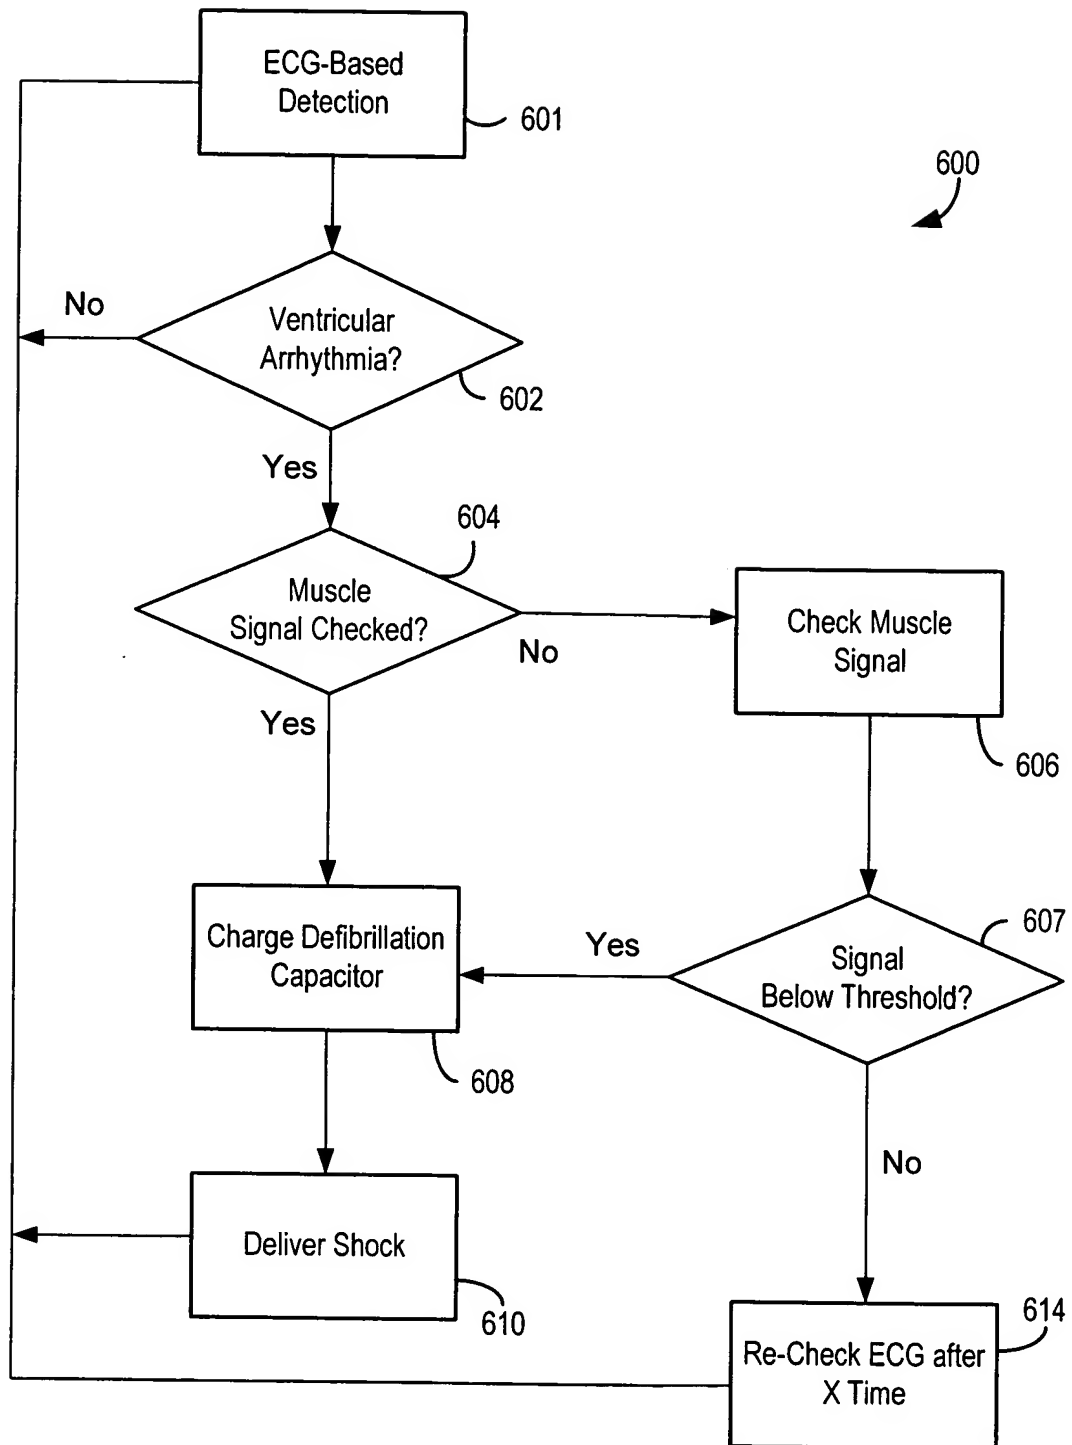 ECG-Based
Detection
601
600
No
Ventricular
Arrhythmia?
602
Yes
604
Muscle
Signal Checked?
No
Check Muscle
Signal
606
Yes
Charge Defibrillation
Capacitor
608
Yes
607
Signal
Below Threshold?
No
Deliver Shock
610
614
Re-Check ECG after
X Time